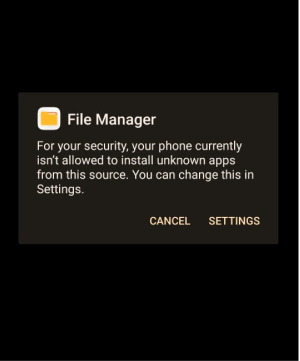 File Manager
For your security, your phone currently
isn't allowed to install unknown apps
from this source. You can change this in
Settings.
CANCEL SETTINGS